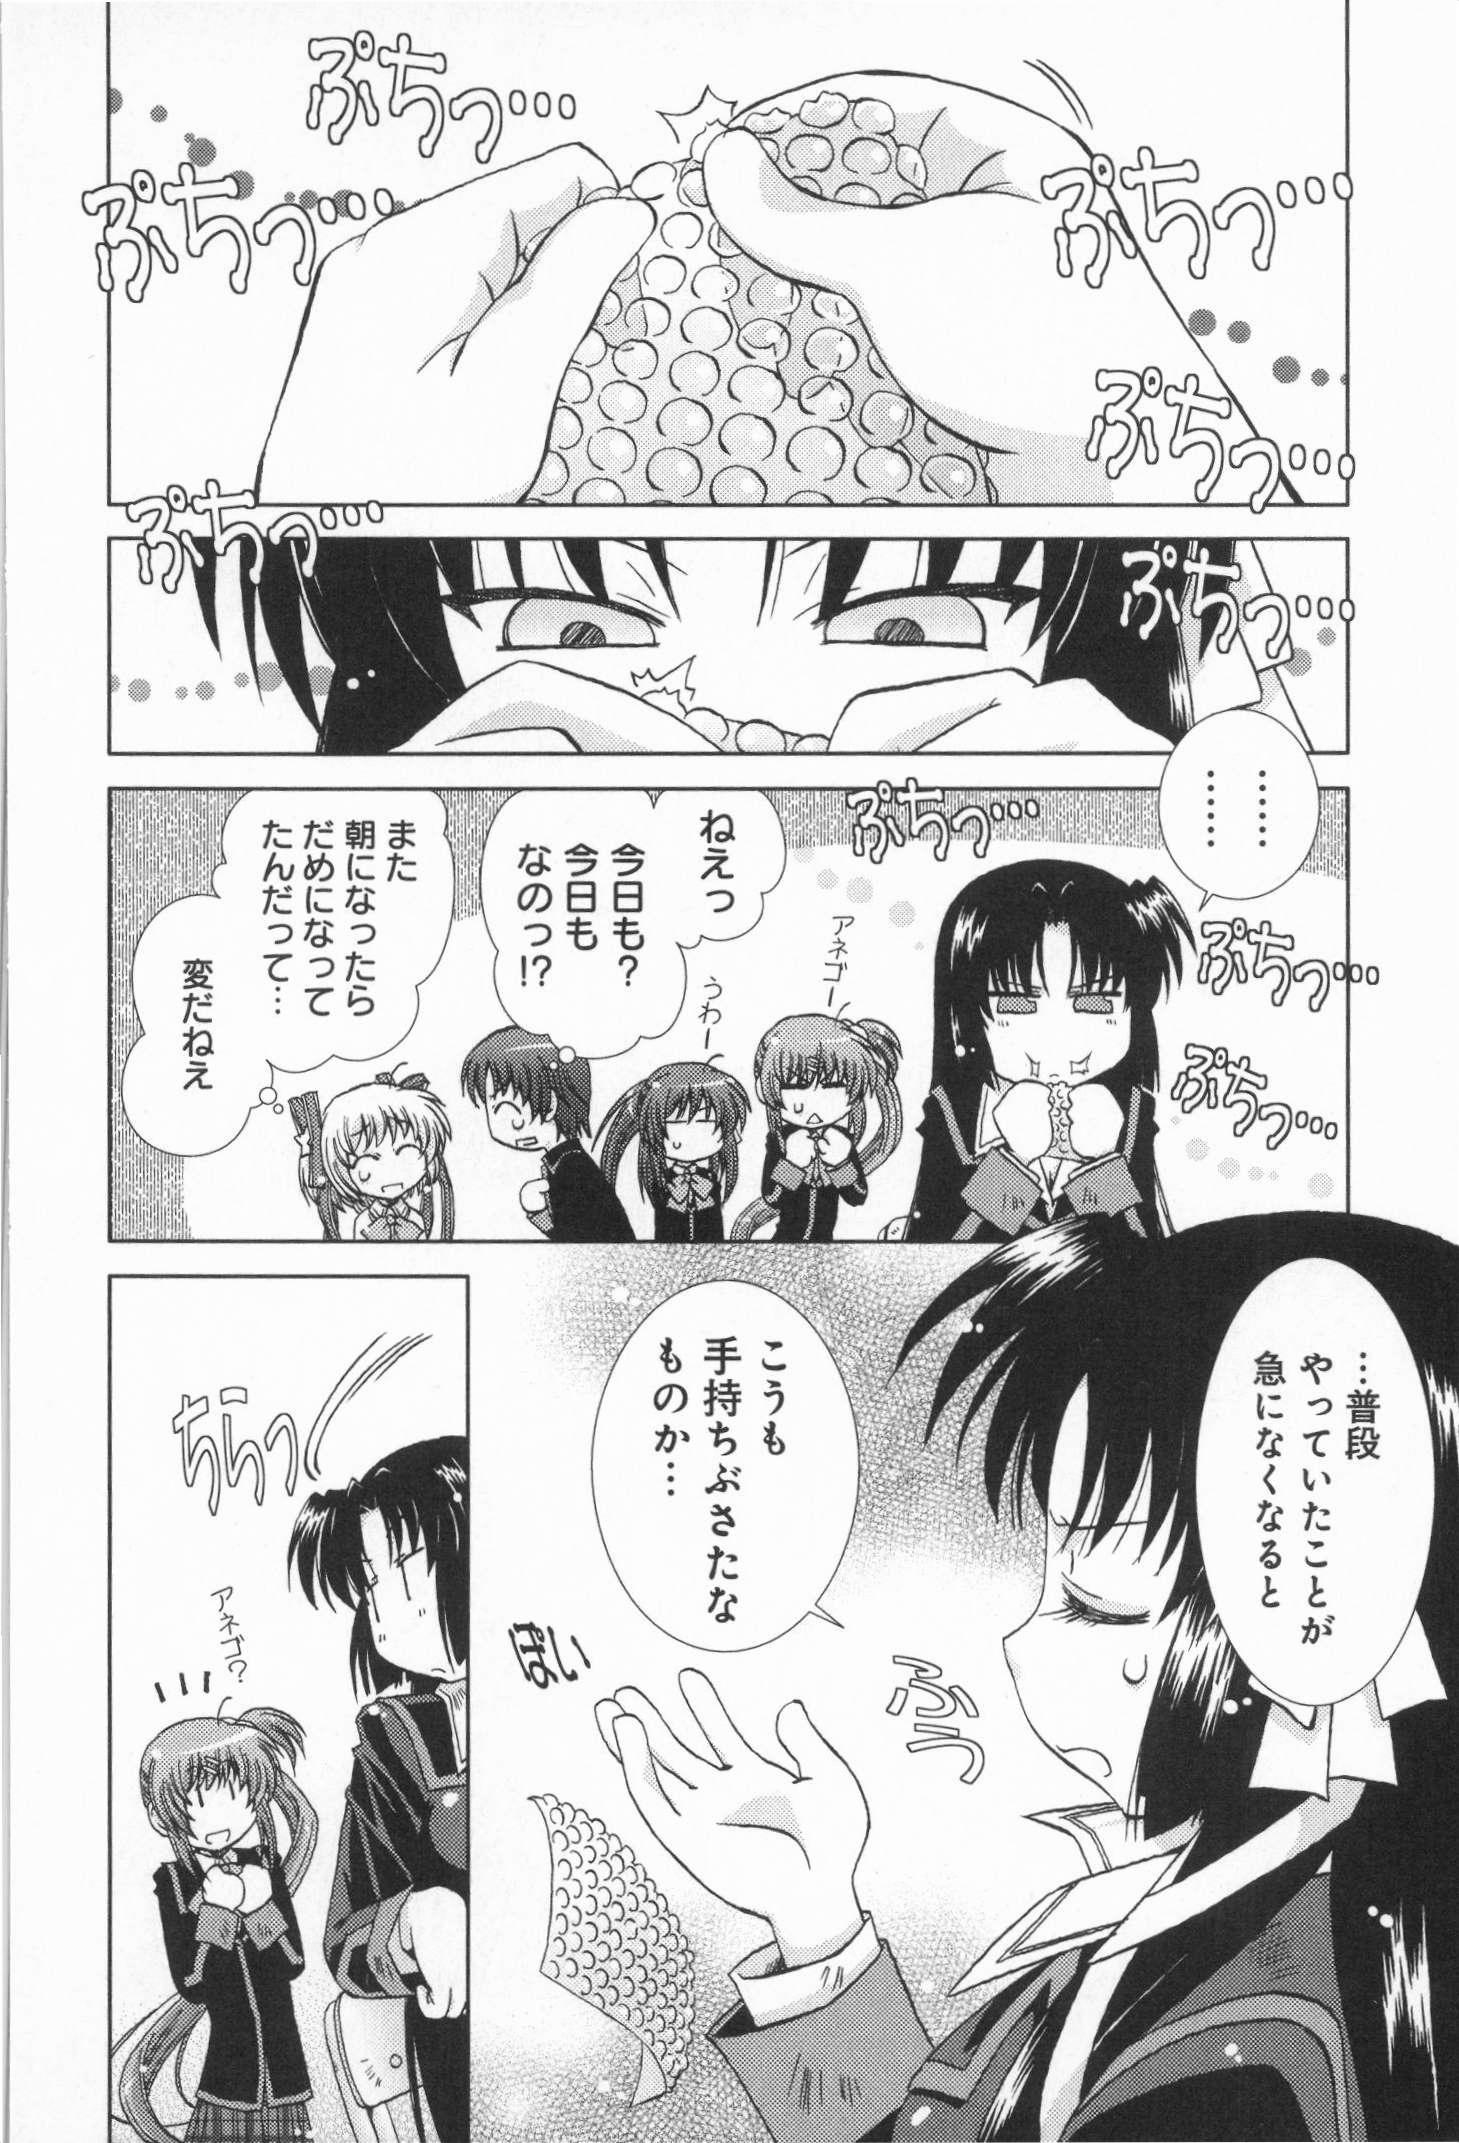 ぷちっ…
ぷちっ…
ぷちっ…
ぷちっ…
ぷちっ…
ぷちっ…
……
……
ぷちっ…
ぷちっ…
ぷちっ…
アネゴー
ねえっ
今日も?
今日も
なのっ!?
うわー
また
朝になったら
だめになって
たんだって…
変だねえ
…普段
やっていたことが
急になくなると
こうも
手持ちぶさたな
ものか…
ふうっ
ぽい
ちらっ
アネゴ?